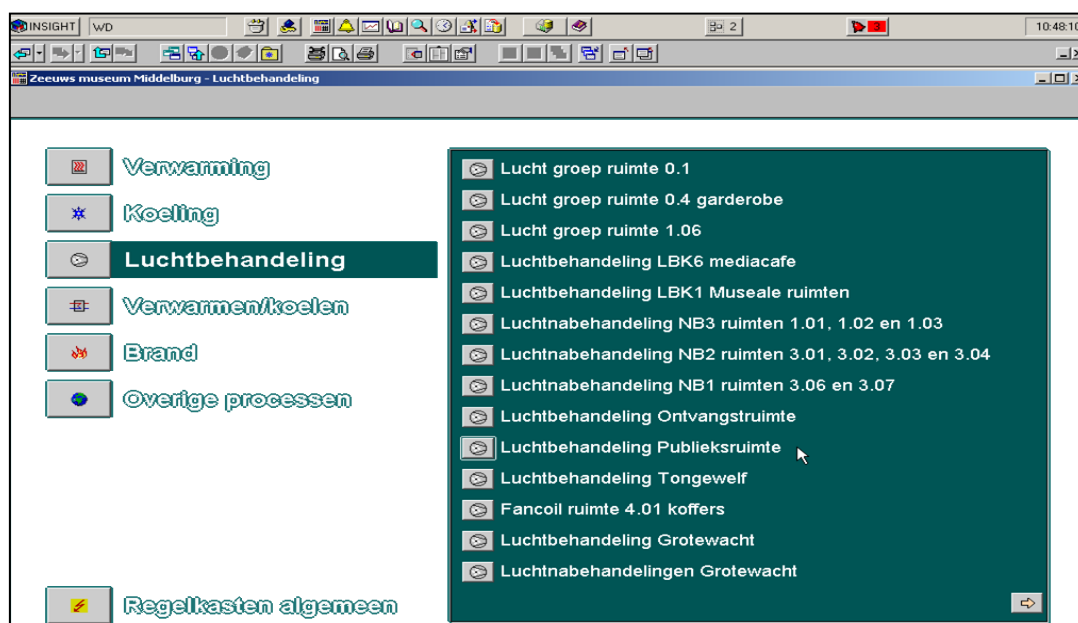 INSIGHT WD 2 3 10:48:10
Zeeuws museum Middelburg - Luchtbehandeling
Verwarming
Koeling
Luchtbehandeling
Verwarmen/koelen
Brand
Overige processen
Regelkasten algemeen
Lucht groep ruimte 0.1
Lucht groep ruimte 0.4 garderobe
Lucht groep ruimte 1.06
Luchtbehandeling LBK6 mediacafe
Luchtbehandeling LBK1 Museale ruimten
Luchtnabehandeling NB3 ruimten 1.01, 1.02 en 1.03
Luchtnabehandeling NB2 ruimten 3.01, 3.02, 3.03 en 3.04
Luchtnabehandeling NB1 ruimten 3.06 en 3.07
Luchtbehandeling Ontvangstruimte
Luchtbehandeling Publieksruimte
Luchtbehandeling Tongewelf
Fancoil ruimte 4.01 koffers
Luchtbehandeling Grotewacht
Luchtnabehandelingen Grotewacht